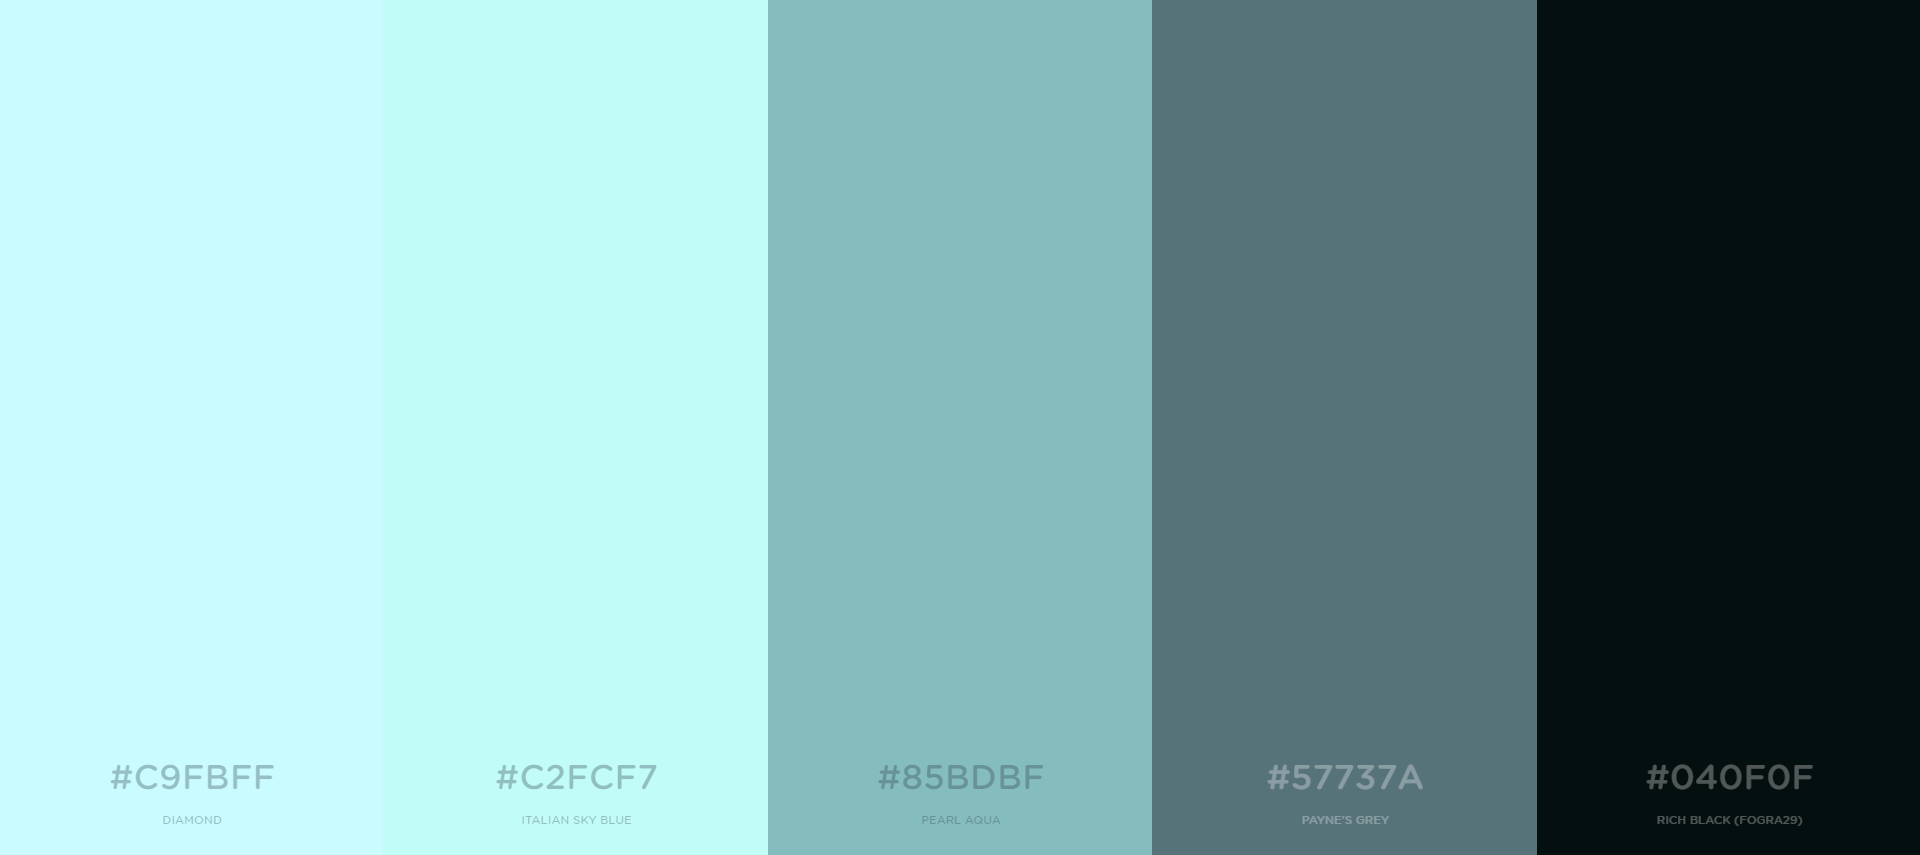 #C9FBFF
DIAMOND
#C2FCF7
ITALIAN SKY BLUE
#85BDBF
PEARL AQUA
#57737A
PAYNE'S GREY
#040F0F
RICH BLACK (FOGRA29)